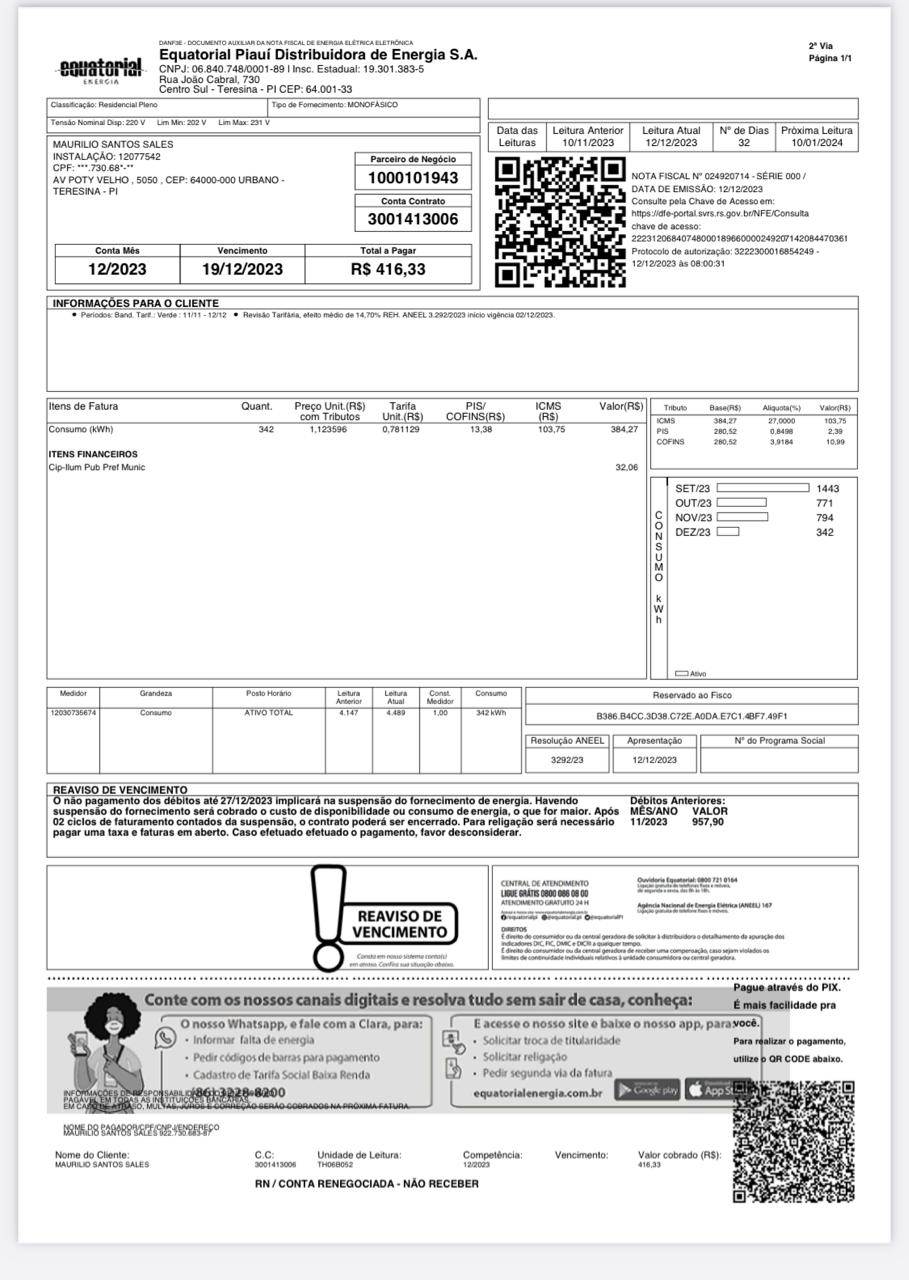 DANF3E - DOCUMENTO AUXILIAR DA NOTA FISCAL DE ENERGIA ELÉTRICA ELETRÔNICA
equatorial
ENERGIA
Equatorial Piauí Distribuidora de Energia S.A.
CNPJ: 06.840.748/0001-89 l Insc. Estadual: 19.301.383-5
Rua João Cabral, 730
Centro Sul - Teresina - PI CEP: 64.001-33
2ª Via
Página 1/1
Classificação: Residencial Pleno
Tipo de Fornecimento: MONOFÁSICO
Tensão Nominal Disp: 220 V Lim Min: 202 V Lim Max: 231 V
MAURILIO SANTOS SALES
INSTALAÇÃO: 12077542
CPF: ***.730.68*-**
AV POTY VELHO , 5050 , CEP: 64000-000 URBANO -
TERESINA - PI
Parceiro de Negócio
1000101943
Conta Contrato
3001413006
Conta Mês Vencimento Total a Pagar
12/2023 19/12/2023 R$ 416,33
Data das Leituras Leitura Anterior Leitura Atual Nº de Dias Próxima Leitura
10/11/2023 12/12/2023 32 10/01/2024
NOTA FISCAL Nº 024920714 - SÉRIE 000 /
DATA DE EMISSÃO: 12/12/2023
Consulte pela Chave de Acesso em:
https://dfe-portal.svrs.rs.gov.br/NFE/Consulta
chave de acesso:
Protocolo de autorização: 3222300016854249 -
12/12/2023 às 08:00:31
INFORMAÇÕES PARA O CLIENTE
● Períodos: Band. Tarif.: Verde : 11/11 - 12/12 ● Revisão Tarifária, efeito médio de 14,70% REH. ANEEL 3.292/2023 início vigência 02/12/2023.
Itens de Fatura Quant. Preço Unit.(R$) com Tributos Tarifa Unit.(R$) PIS/COFINS(R$) ICMS (R$) Valor(R$)
Consumo (kWh) 342 1,123596 0,781129 13,38 103,75 384,27
ITENS FINANCEIROS
Cip-Ilum Pub Pref Munic 32,06
Tributo Base(R$) Aliquota(%) Valor(R$)
ICMS 384,27 27,0000 103,75
PIS 280,52 0,8498 2,39
COFINS 280,52 3,9184 10,99
CONSUMO kWh
SET/23 1443
OUT/23 771
NOV/23 794
DEZ/23 342
Ativo
Medidor Grandeza Posto Horário Leitura Anterior Leitura Atual Const. Medidor Consumo
12030735674 Consumo ATIVO TOTAL 4.147 4.489 1,00 342 kWh
Reservado ao Fisco
B386.B4CC.3D38.C72E.A0DA.E7C1.4BF7.49F1
Resolução ANEEL Apresentação Nº do Programa Social
3292/23 12/12/2023
REAVISO DE VENCIMENTO
O não pagamento dos débitos até 27/12/2023 implicará na suspensão do fornecimento de energia. Havendo
suspensão do fornecimento será cobrado o custo de disponibilidade ou consumo de energia, o que for maior. Após
02 ciclos de faturamento contados da suspensão, o contrato poderá ser encerrado. Para religação será necessário
pagar uma taxa e faturas em aberto. Caso efetuado efetuado o pagamento, favor desconsiderar.
Débitos Anteriores:
MÊS/ANO VALOR
11/2023 957,90
REAVISO DE
VENCIMENTO
Consta em nosso sistema conta(s)
em atraso. Confira sua situação abaixo.
CENTRAL DE ATENDIMENTO
LIGUE GRÁTIS 0800 086 08 00
ATENDIMENTO GRATUITO 24 H
Acesse o nosso site: www.equatorialenergia.com.br
/equatorialpi @equatorial.pi @equatorialPI
Ouvidoria Equatorial: 0800 721 0164
Ligação gratuita de telefones fixos e móveis,
de segunda a sexta, das 8h às 18h.
Agência Nacional de Energia Elétrica (ANEEL) 167
Ligação gratuita de telefones fixos e móveis.
DIREITOS
É direito do consumidor ou da central geradora de solicitar à distribuidora o detalhamento da apuração dos
indicadores DIC, FIC, DMIC e DICRI a qualquer tempo.
É direito do consumidor ou da central geradora de receber uma compensação, caso sejam violados os
limites de continuidade individuais relativos à unidade consumidora ou central geradora.
Conte com os nossos canais digitais e resolva tudo sem sair de casa, conheça:
O nosso Whatsapp, e fale com a Clara, para:
• Informar falta de energia
• Pedir códigos de barras para pagamento
• Cadastro de Tarifa Social Baixa Renda
(86) 3228-8200
E acesse o nosso site e baixe o nosso app, para:
• Solicitar troca de titularidade
• Solicitar religação
• Pedir segunda via da fatura
equatorialenergia.com.br
Google play
App St
Pague através do PIX.
É mais facilidade pra
você.
Para realizar o pagamento,
utilize o QR CODE abaixo.
INFORMAÇÕES DE RESPONSABILI
PAGÁVEL EM TODAS AS INSTITUIÇÕES BANCÁRIAS.
EM CASO DE ATRASO, MULTAS, JUROS E CORREÇÃO SERÃO COBRADOS NA PRÓXIMA FATURA.
NOME DO PAGADOR/CPF/CNPJ/ENDEREÇO
MAURILIO SANTOS SALES 922.730.683-87
Nome do Cliente: C.C: Unidade de Leitura: Competência: Vencimento: Valor cobrado (R$):
MAURILIO SANTOS SALES 3001413006 TH06B052 12/2023 416,33
RN / CONTA RENEGOCIADA - NÃO RECEBER